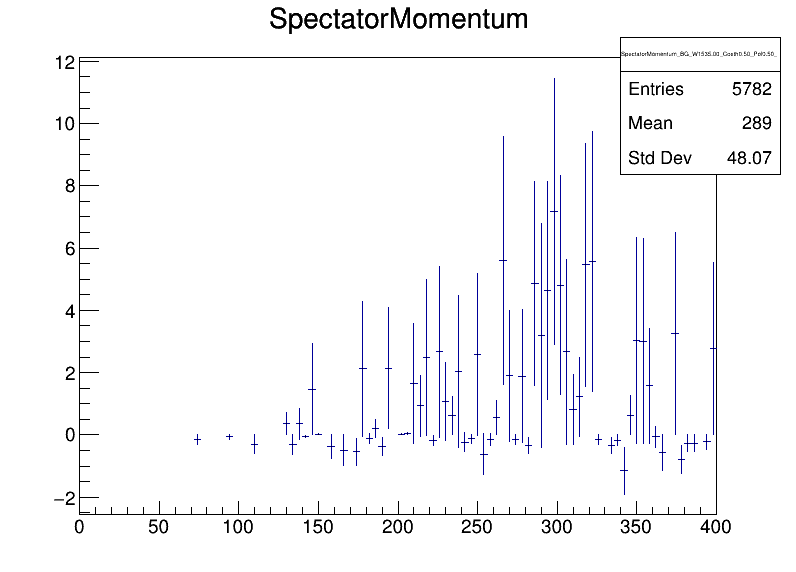 SpectatorMomentum
SpectatorMomentum_BG_W1535.00_Costh0.50_Pol0.50_
Entries 5782
Mean 289
Std Dev 48.07
12
10
8
6
4
2
0
−2
0 50 100 150 200 250 300 350 400